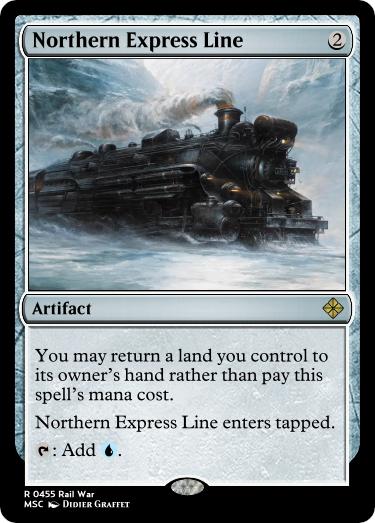 Northern Express Line 2
Artifact
You may return a land you control to
its owner's hand rather than pay this
spell's mana cost.
Northern Express Line enters tapped.
: Add .
R 0455 Rail War
MSC Didier Graffet